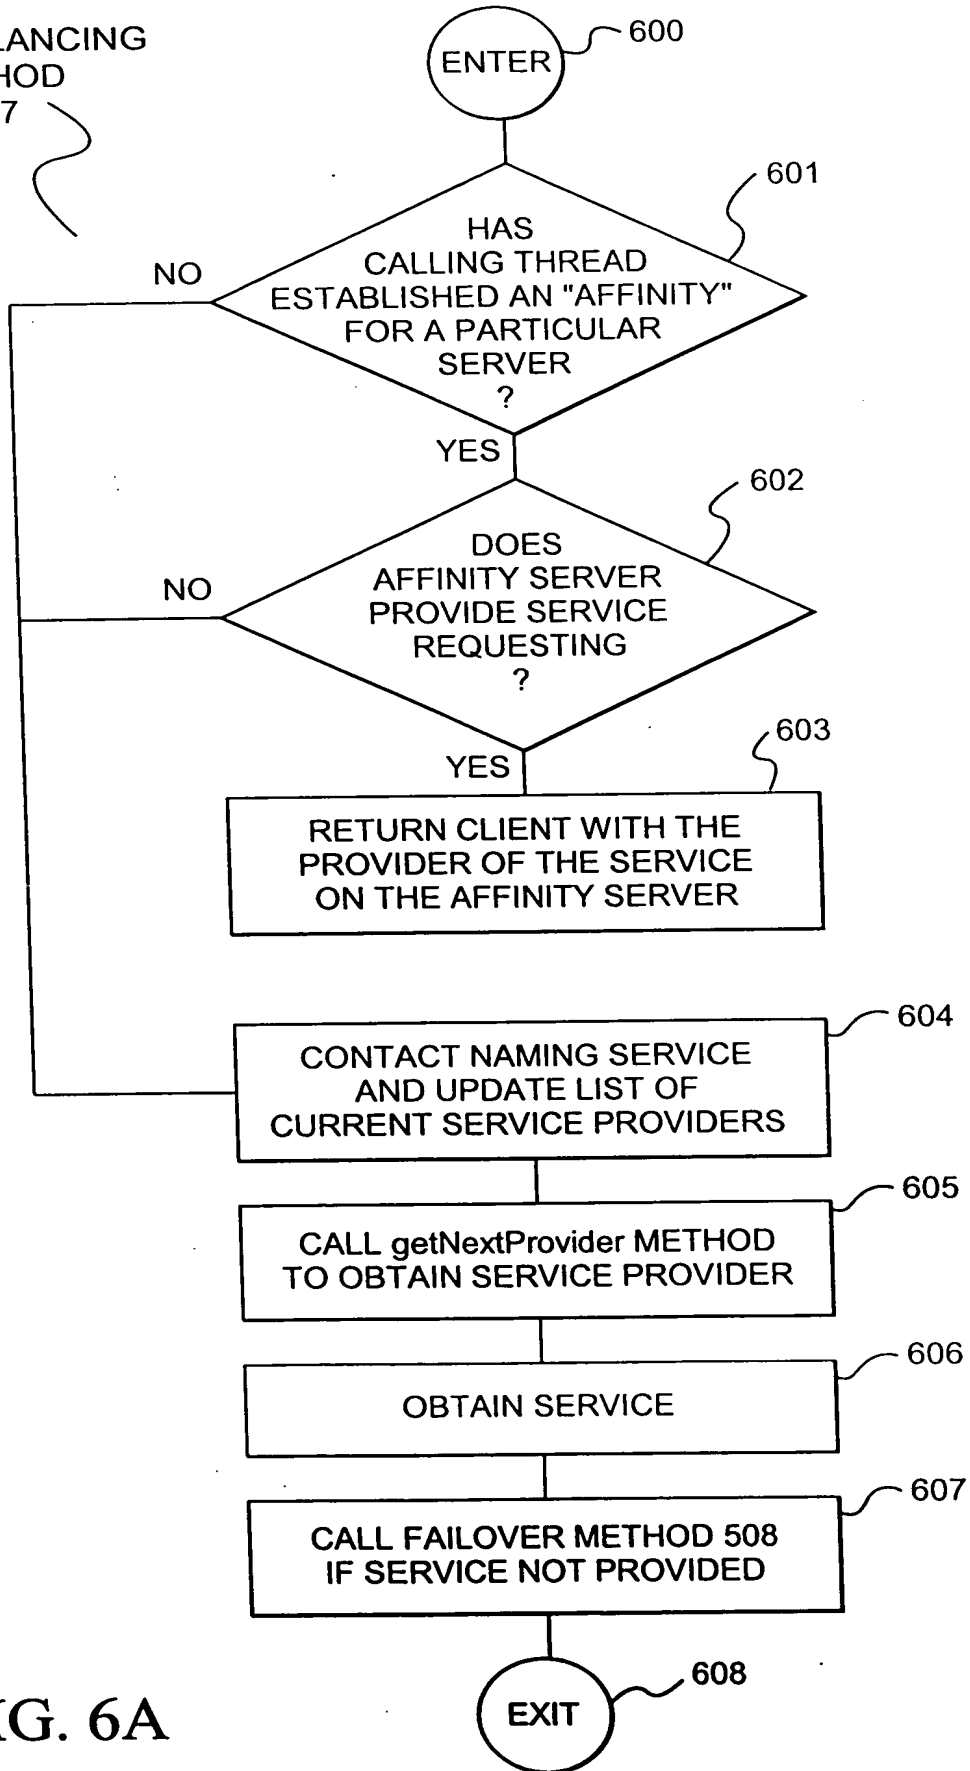 LANCING
HOD
7
ENTER
600
HAS
CALLING THREAD
ESTABLISHED AN "AFFINITY"
FOR A PARTICULAR
SERVER
?
601
NO
YES
DOES
AFFINITY SERVER
PROVIDE SERVICE
REQUESTING
?
602
NO
YES
RETURN CLIENT WITH THE
PROVIDER OF THE SERVICE
ON THE AFFINITY SERVER
603
CONTACT NAMING SERVICE
AND UPDATE LIST OF
CURRENT SERVICE PROVIDERS
604
CALL getNextProvider METHOD
TO OBTAIN SERVICE PROVIDER
605
OBTAIN SERVICE
606
CALL FAILOVER METHOD 508
IF SERVICE NOT PROVIDED
607
EXIT
608
IG. 6A